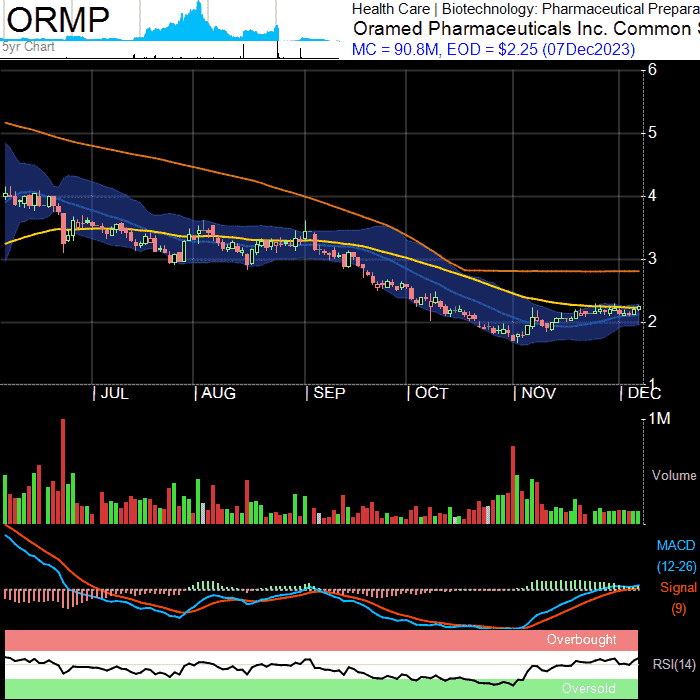 ORMP
5yr Chart
Health Care | Biotechnology: Pharmaceutical Prepara
Oramed Pharmaceuticals Inc. Common S
MC = 90.8M, EOD = $2.25 (07Dec2023)
6
5
4
3
2
1
| JUL | AUG | SEP | OCT | NOV | DEC
1M
Volume
MACD
(12-26)
Signal
(9)
Overbought
RSI(14)
Oversold